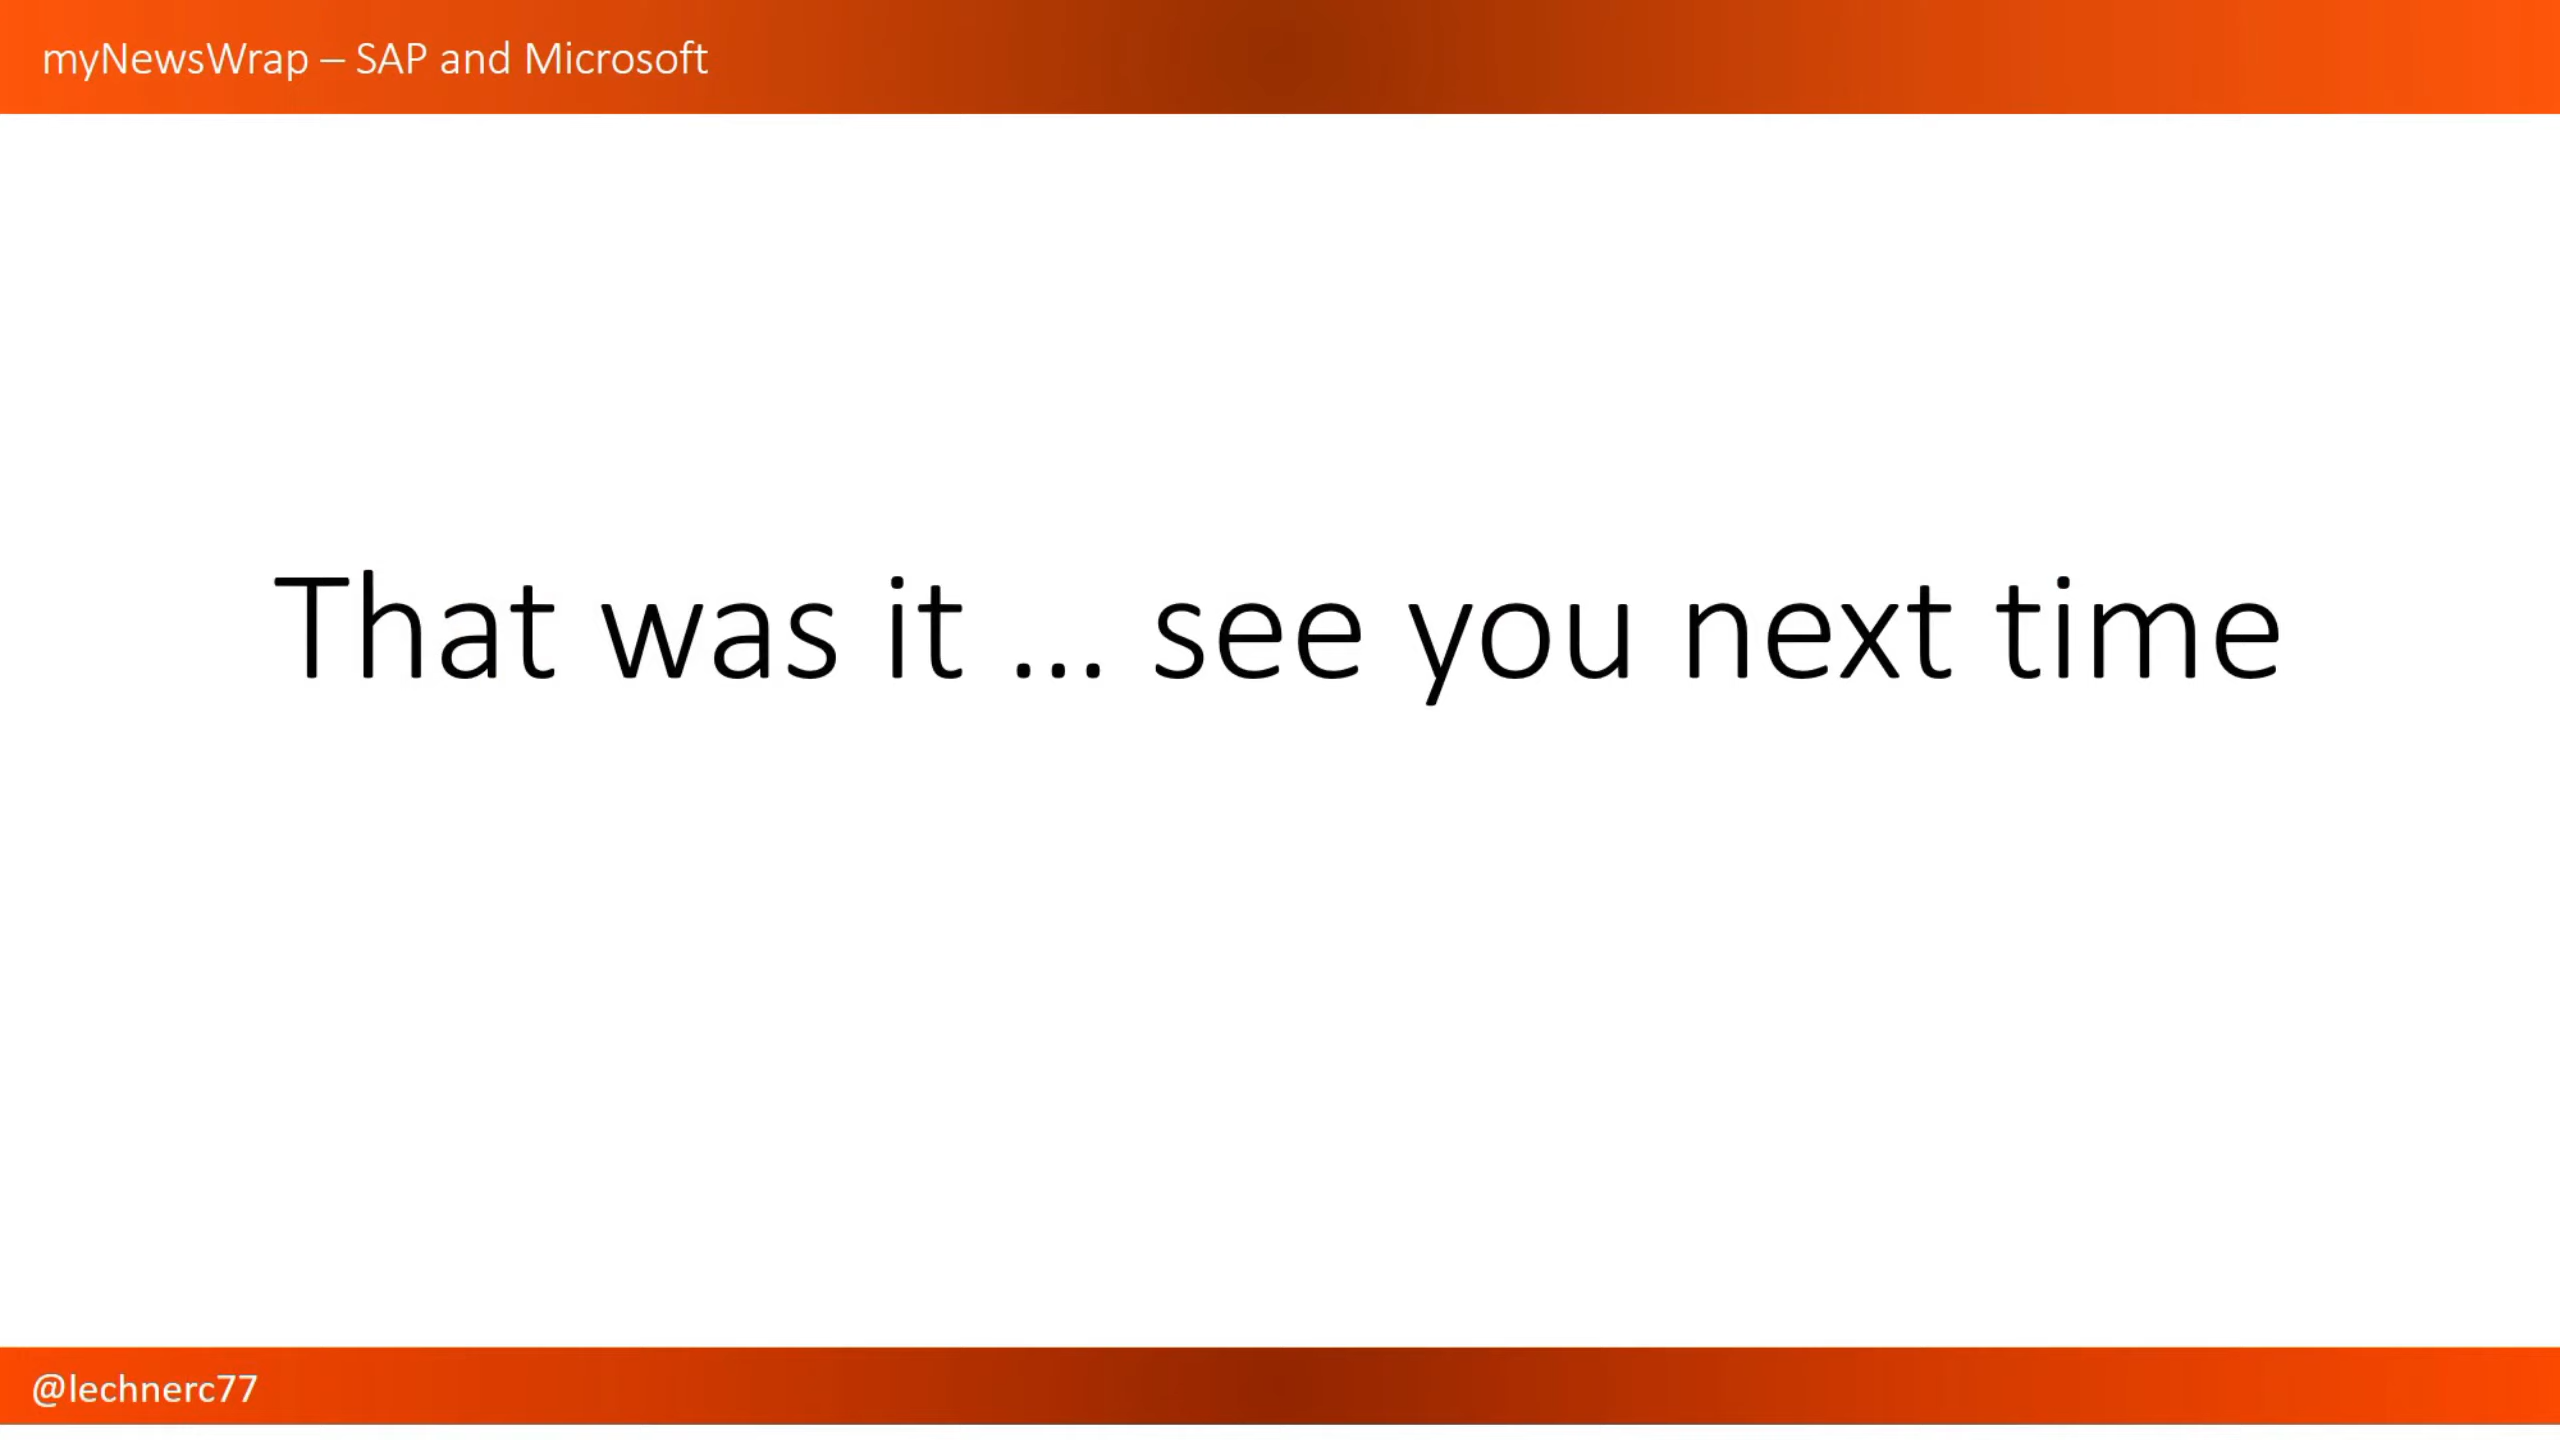 myNewsWrap – SAP and Microsoft
That was it ... see you next time
@lechnerc77